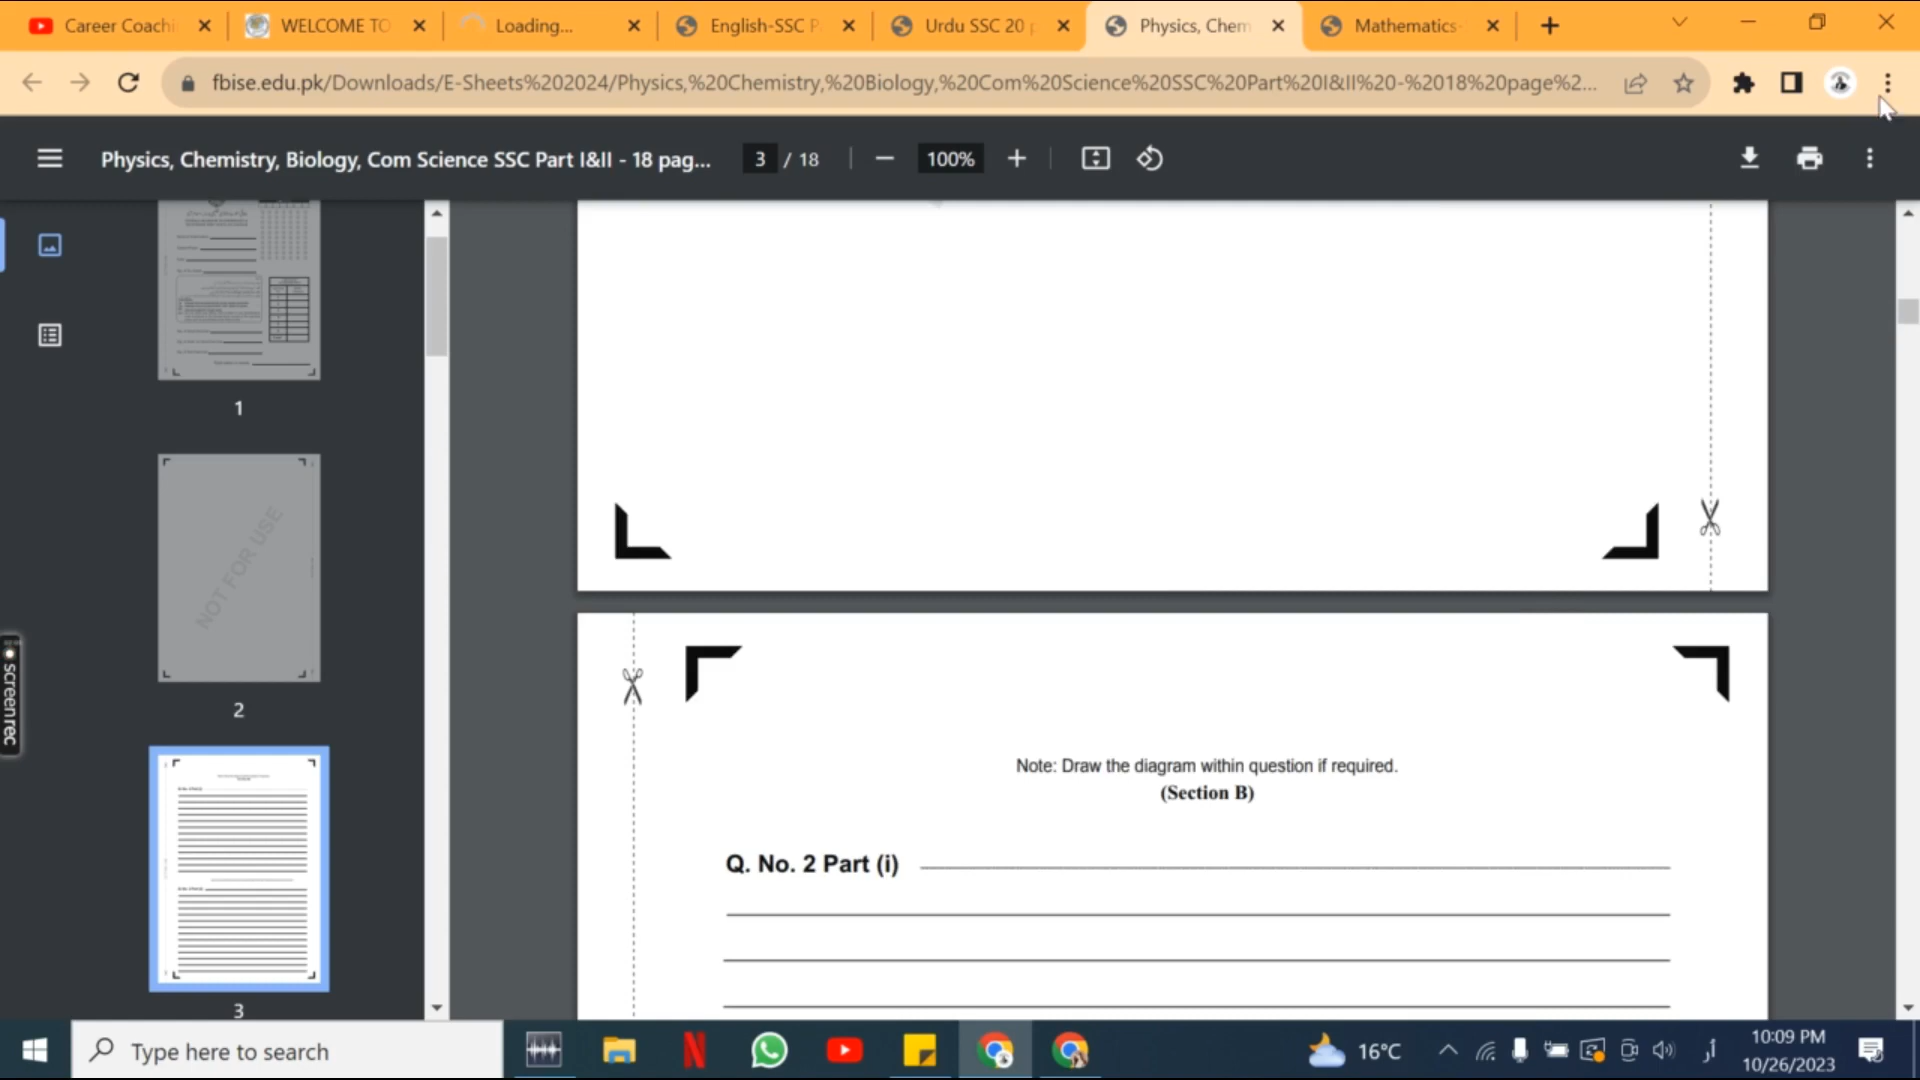 Career Coachi
WELCOME TO
Loading...
English-SSC P
Urdu SSC 20 p
Physics, Chem
Mathematics-
fbise.edu.pk/Downloads/E-Sheets%202024/Physics,%20Chemistry,%20Biology,%20Com%20Science%20SSC%20Part%20I&II%20-%2018%20page%2...
Physics, Chemistry, Biology, Com Science SSC Part I&II - 18 pag...
3 / 18
100%
1
NOT FOR USE
2
3
screenrec
Note: Draw the diagram within question if required.
(Section B)
Q. No. 2 Part (i)
Type here to search
16°C
10:09 PM
10/26/2023